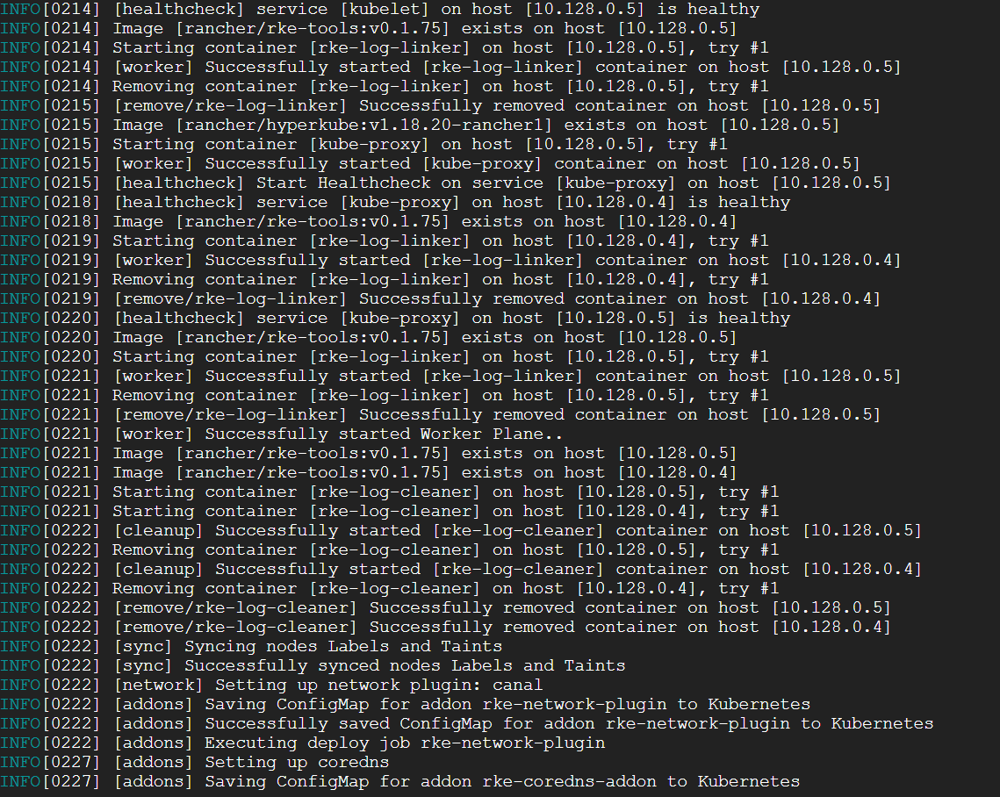 INFO[0214] [healthcheck] service [kubelet] on host [10.128.0.5] is healthy
INFO[0214] Image [rancher/rke-tools:v0.1.75] exists on host [10.128.0.5]
INFO[0214] Starting container [rke-log-linker] on host [10.128.0.5], try #1
INFO[0214] [worker] Successfully started [rke-log-linker] container on host [10.128.0.5]
INFO[0214] Removing container [rke-log-linker] on host [10.128.0.5], try #1
INFO[0215] [remove/rke-log-linker] Successfully removed container on host [10.128.0.5]
INFO[0215] Image [rancher/hyperkube:v1.18.20-rancher1] exists on host [10.128.0.5]
INFO[0215] Starting container [kube-proxy] on host [10.128.0.5], try #1
INFO[0215] [worker] Successfully started [kube-proxy] container on host [10.128.0.5]
INFO[0215] [healthcheck] Start Healthcheck on service [kube-proxy] on host [10.128.0.5]
INFO[0218] [healthcheck] service [kube-proxy] on host [10.128.0.4] is healthy
INFO[0218] Image [rancher/rke-tools:v0.1.75] exists on host [10.128.0.4]
INFO[0219] Starting container [rke-log-linker] on host [10.128.0.4], try #1
INFO[0219] [worker] Successfully started [rke-log-linker] container on host [10.128.0.4]
INFO[0219] Removing container [rke-log-linker] on host [10.128.0.4], try #1
INFO[0219] [remove/rke-log-linker] Successfully removed container on host [10.128.0.4]
INFO[0220] [healthcheck] service [kube-proxy] on host [10.128.0.5] is healthy
INFO[0220] Image [rancher/rke-tools:v0.1.75] exists on host [10.128.0.5]
INFO[0220] Starting container [rke-log-linker] on host [10.128.0.5], try #1
INFO[0221] [worker] Successfully started [rke-log-linker] container on host [10.128.0.5]
INFO[0221] Removing container [rke-log-linker] on host [10.128.0.5], try #1
INFO[0221] [remove/rke-log-linker] Successfully removed container on host [10.128.0.5]
INFO[0221] [worker] Successfully started Worker Plane..
INFO[0221] Image [rancher/rke-tools:v0.1.75] exists on host [10.128.0.5]
INFO[0221] Image [rancher/rke-tools:v0.1.75] exists on host [10.128.0.4]
INFO[0221] Starting container [rke-log-cleaner] on host [10.128.0.5], try #1
INFO[0221] Starting container [rke-log-cleaner] on host [10.128.0.4], try #1
INFO[0222] [cleanup] Successfully started [rke-log-cleaner] container on host [10.128.0.5]
INFO[0222] Removing container [rke-log-cleaner] on host [10.128.0.5], try #1
INFO[0222] [cleanup] Successfully started [rke-log-cleaner] container on host [10.128.0.4]
INFO[0222] Removing container [rke-log-cleaner] on host [10.128.0.4], try #1
INFO[0222] [remove/rke-log-cleaner] Successfully removed container on host [10.128.0.5]
INFO[0222] [remove/rke-log-cleaner] Successfully removed container on host [10.128.0.4]
INFO[0222] [sync] Syncing nodes Labels and Taints
INFO[0222] [sync] Successfully synced nodes Labels and Taints
INFO[0222] [network] Setting up network plugin: canal
INFO[0222] [addons] Saving ConfigMap for addon rke-network-plugin to Kubernetes
INFO[0222] [addons] Successfully saved ConfigMap for addon rke-network-plugin to Kubernetes
INFO[0222] [addons] Executing deploy job rke-network-plugin
INFO[0227] [addons] Setting up coredns
INFO[0227] [addons] Saving ConfigMap for addon rke-coredns-addon to Kubernetes